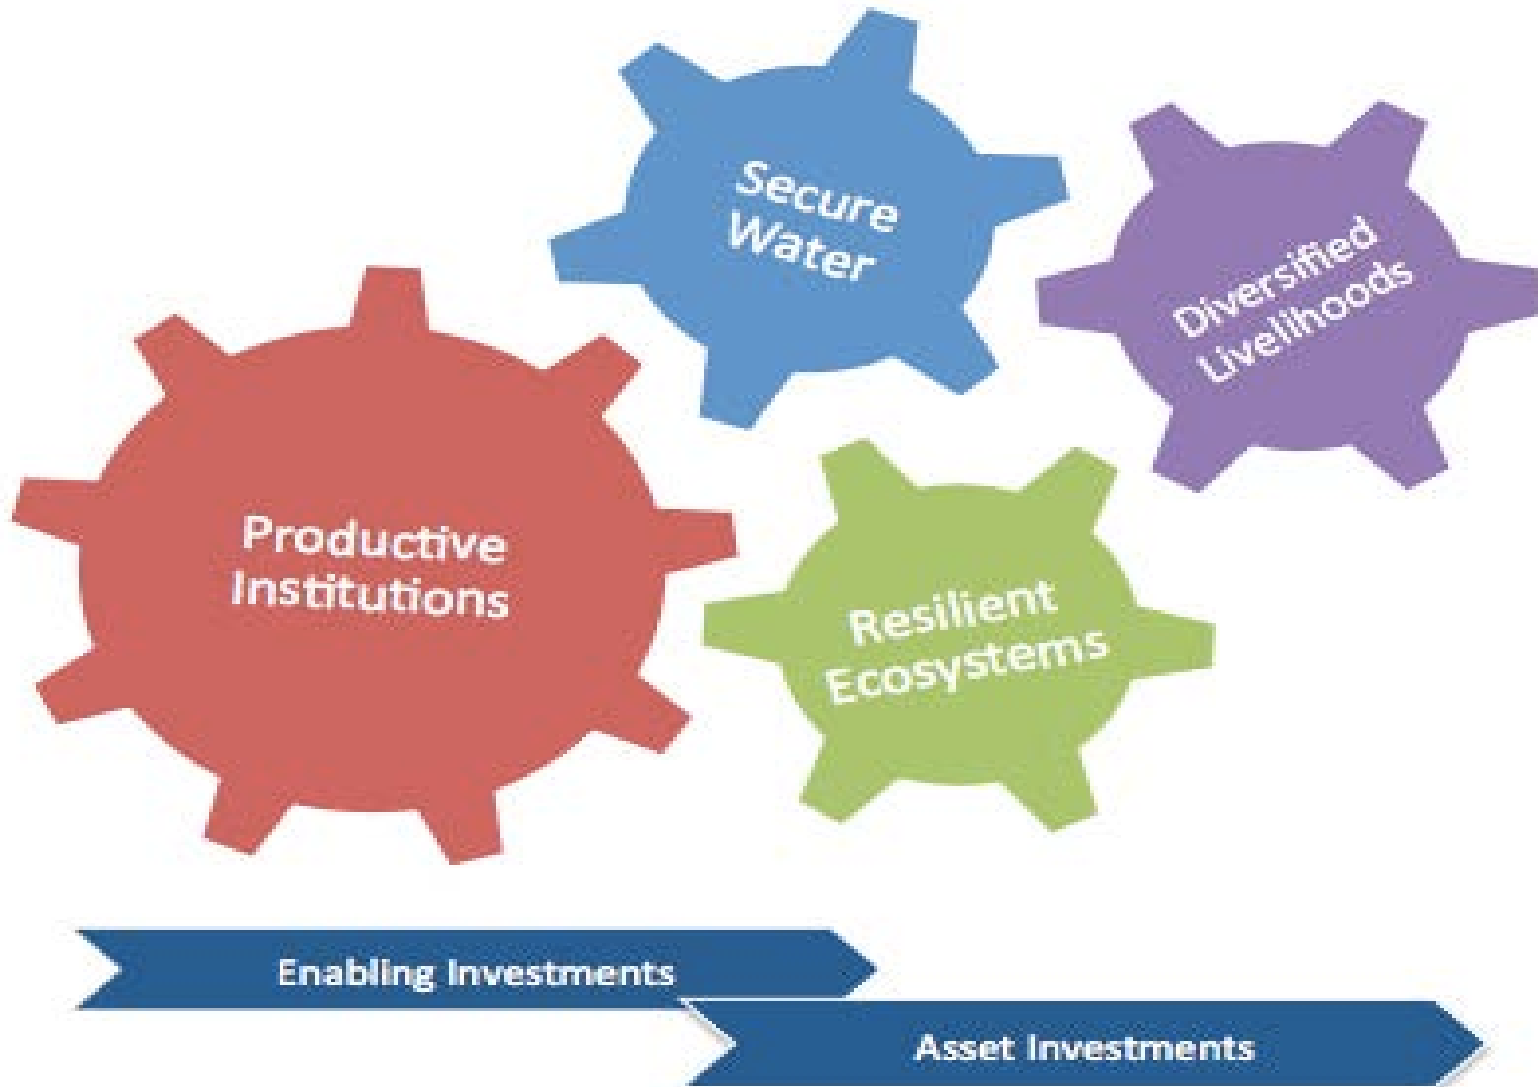 Secure
Water
Diversified
Livelihoods
Productive
Institutions
Resilient
Ecosystems
Enabling Investments
Asset Investments